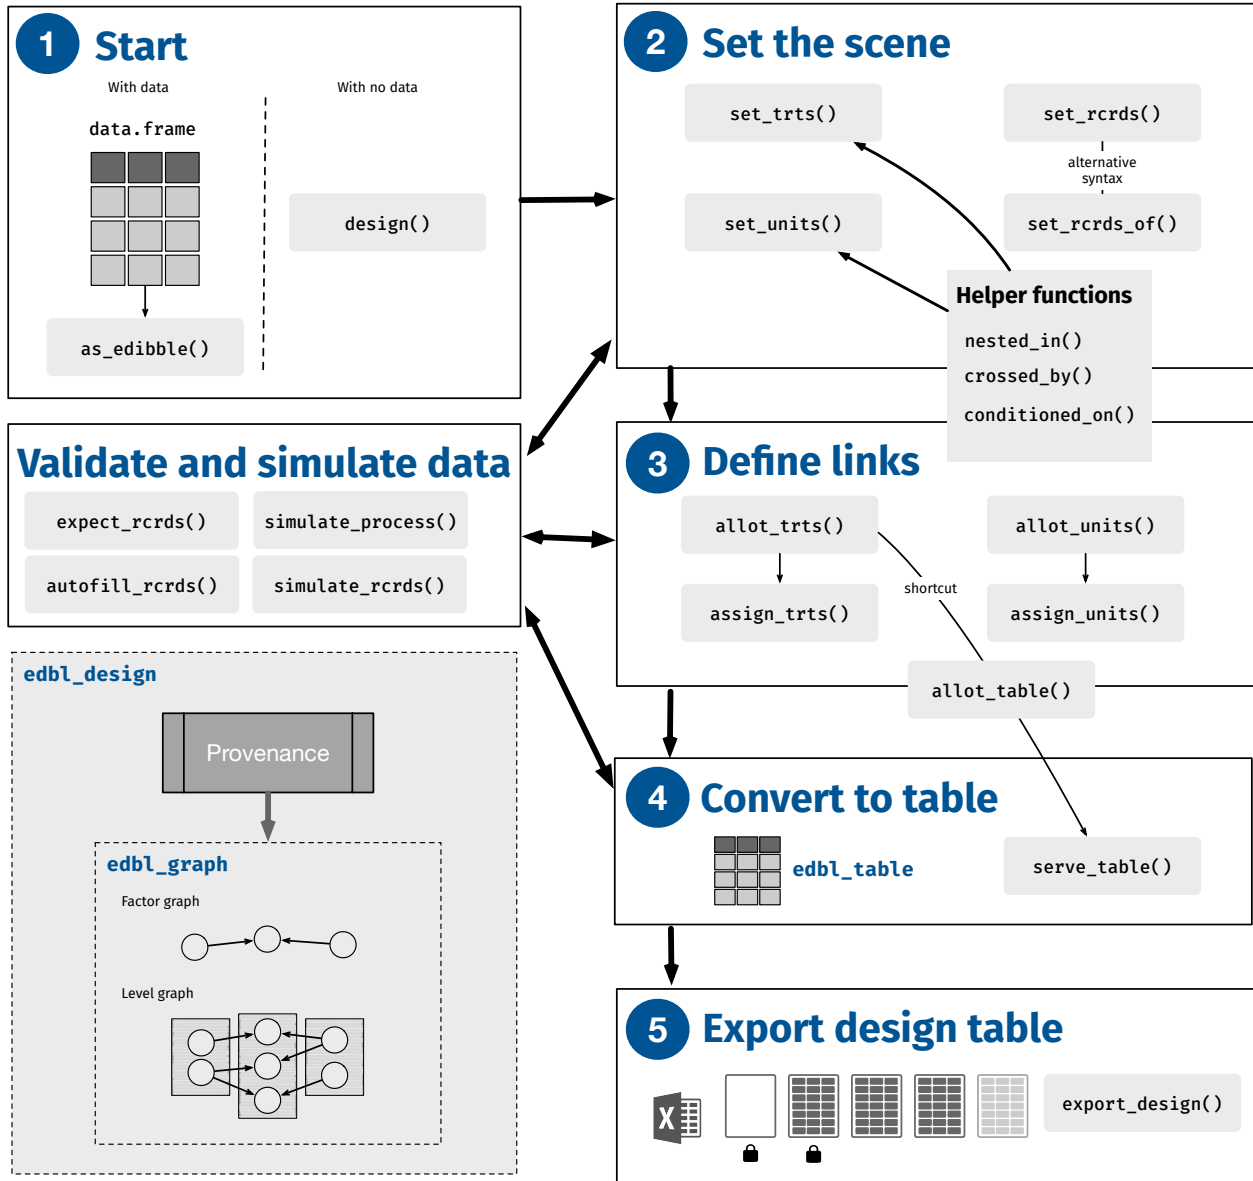 1 Start
With data
With no data
data.frame
design()
as_edibble()
2 Set the scene
set_trts()
set_rcrds()
alternative
syntax
set_units()
set_rcrds_of()
Helper functions
nested_in()
crossed_by()
conditioned_on()
Validate and simulate data
expect_rcrds()
simulate_process()
autofill_rcrds()
simulate_rcrds()
3 Define links
allot_trts()
allot_units()
shortcut
assign_trts()
assign_units()
allot_table()
edbl_design
Provenance
edbl_graph
Factor graph
Level graph
4 Convert to table
edbl_table
serve_table()
5 Export design table
X
export_design()